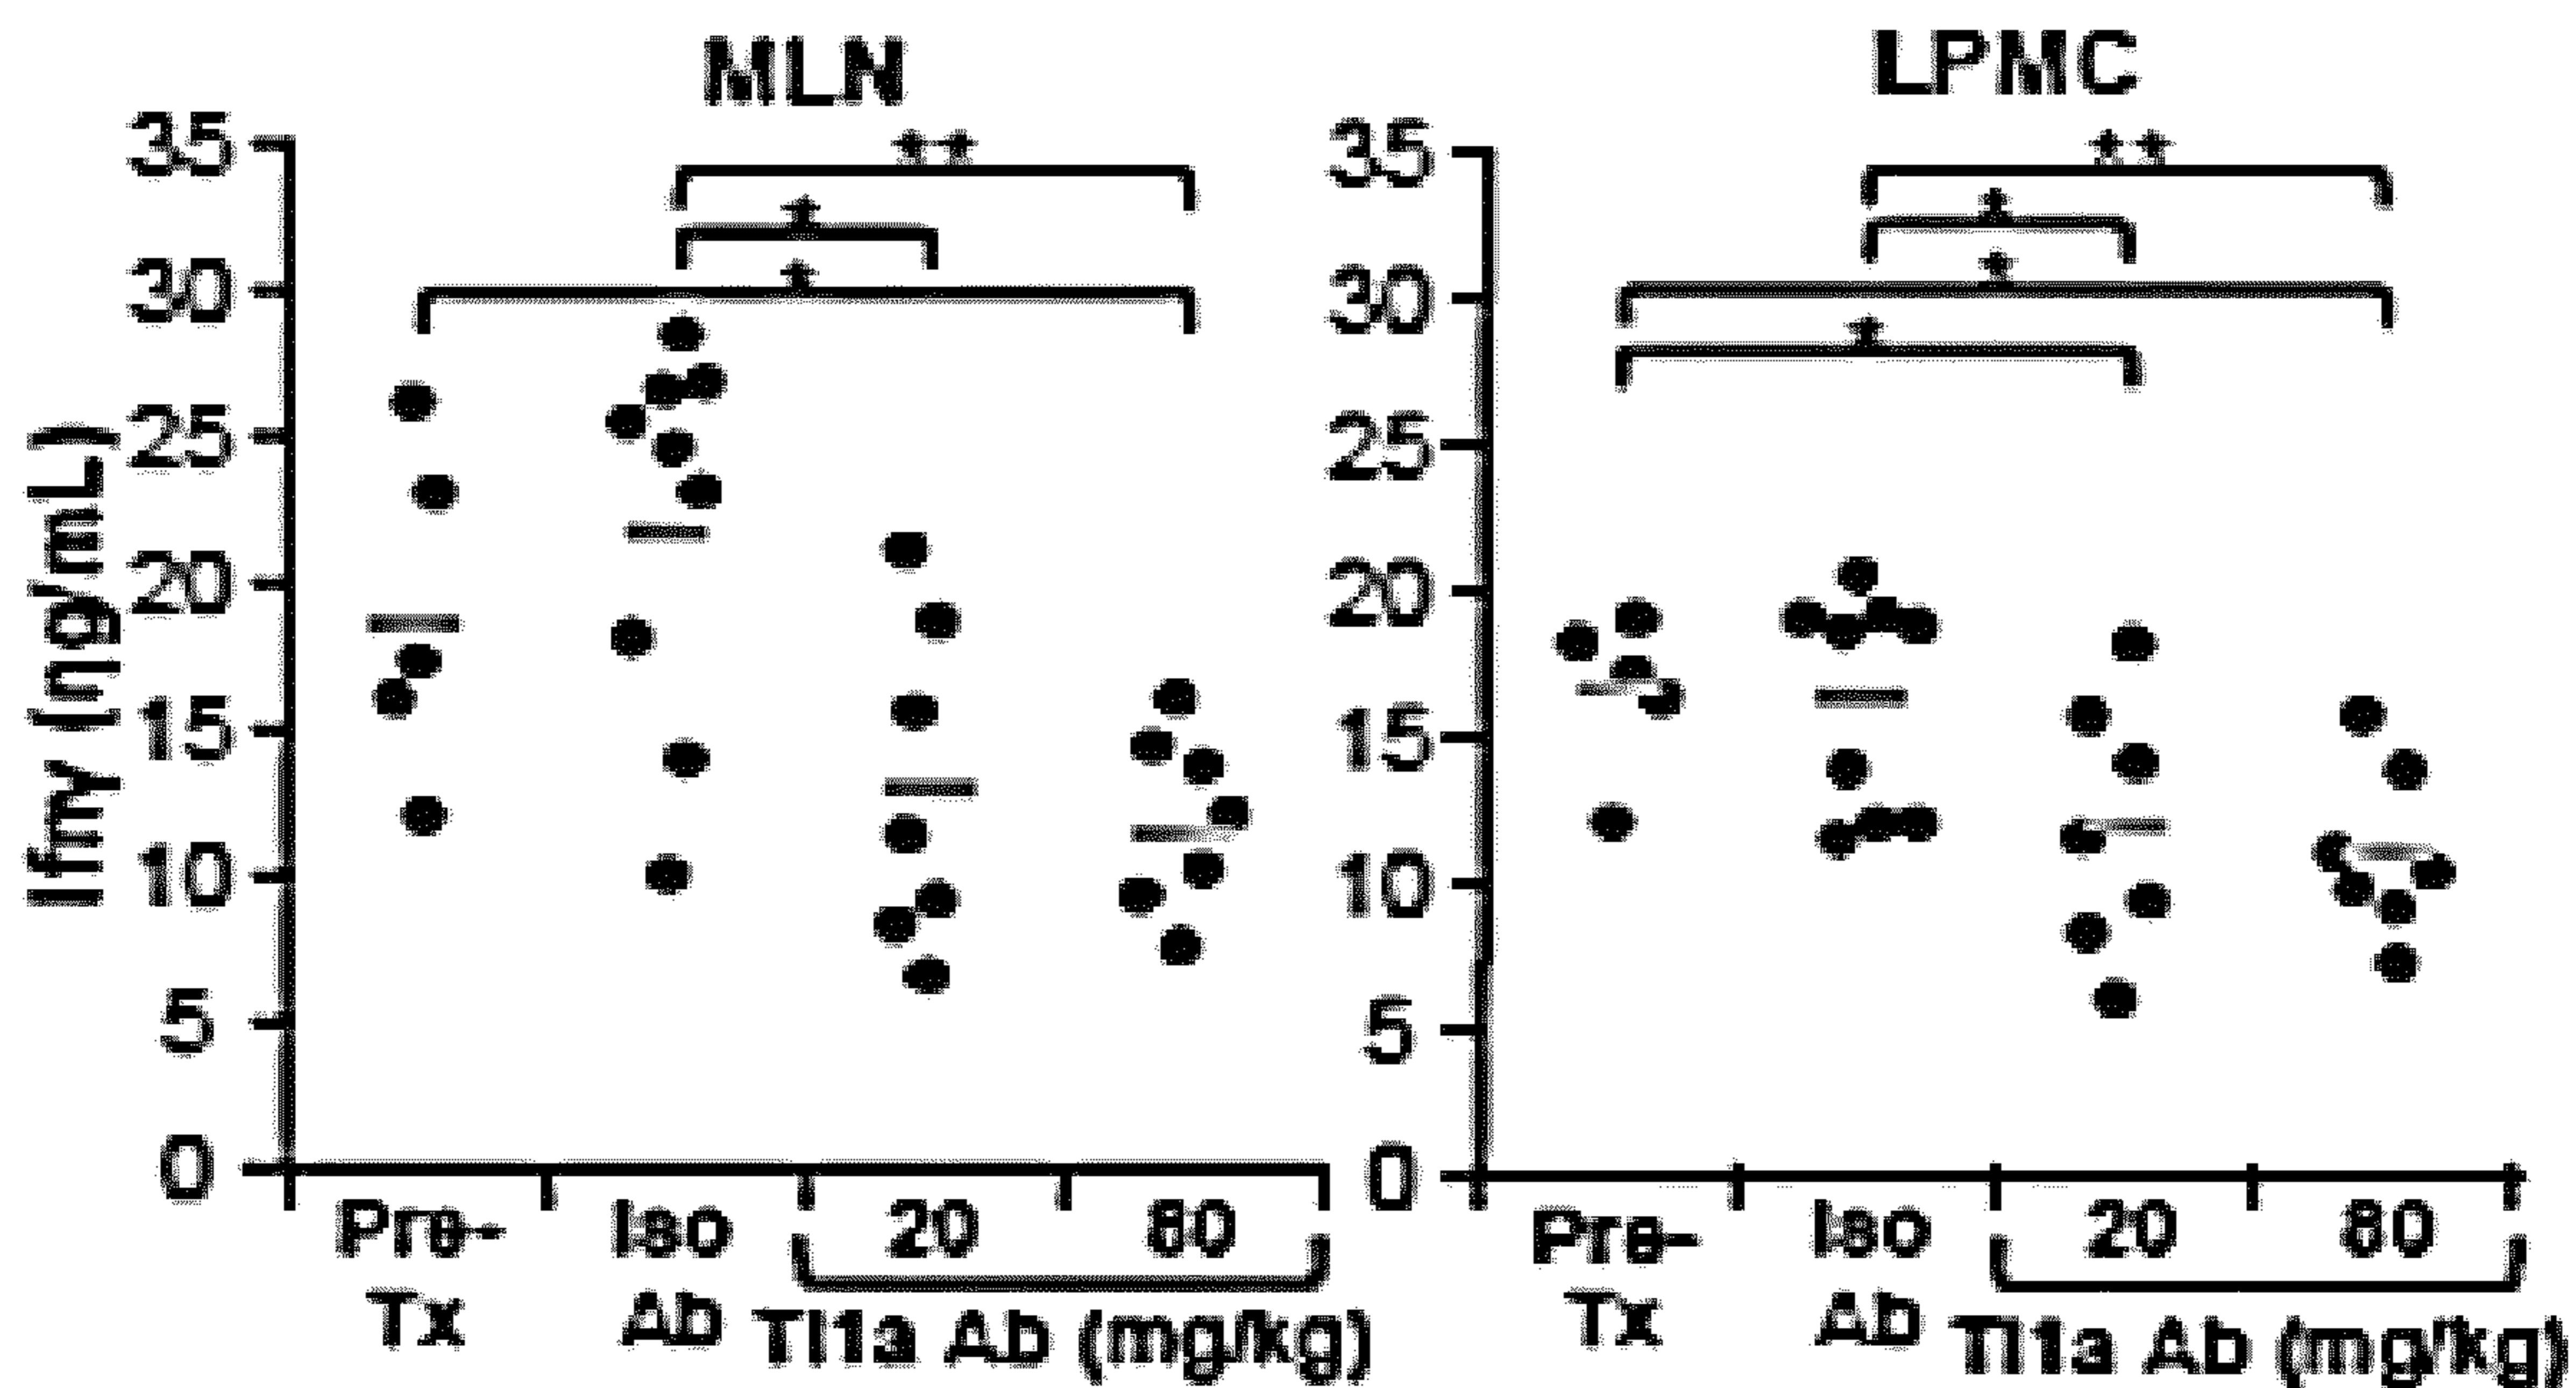 MLN
35
30
25
20
15
10
5
0
Ifnγ (ng/mL)
Pre-Tx
Iso Ab
20
80
Tl1a Ab (mg/kg)
LPMC
35
30
25
20
15
10
5
0
Pre-Tx
Iso Ab
20
80
Tl1a Ab (mg/kg)